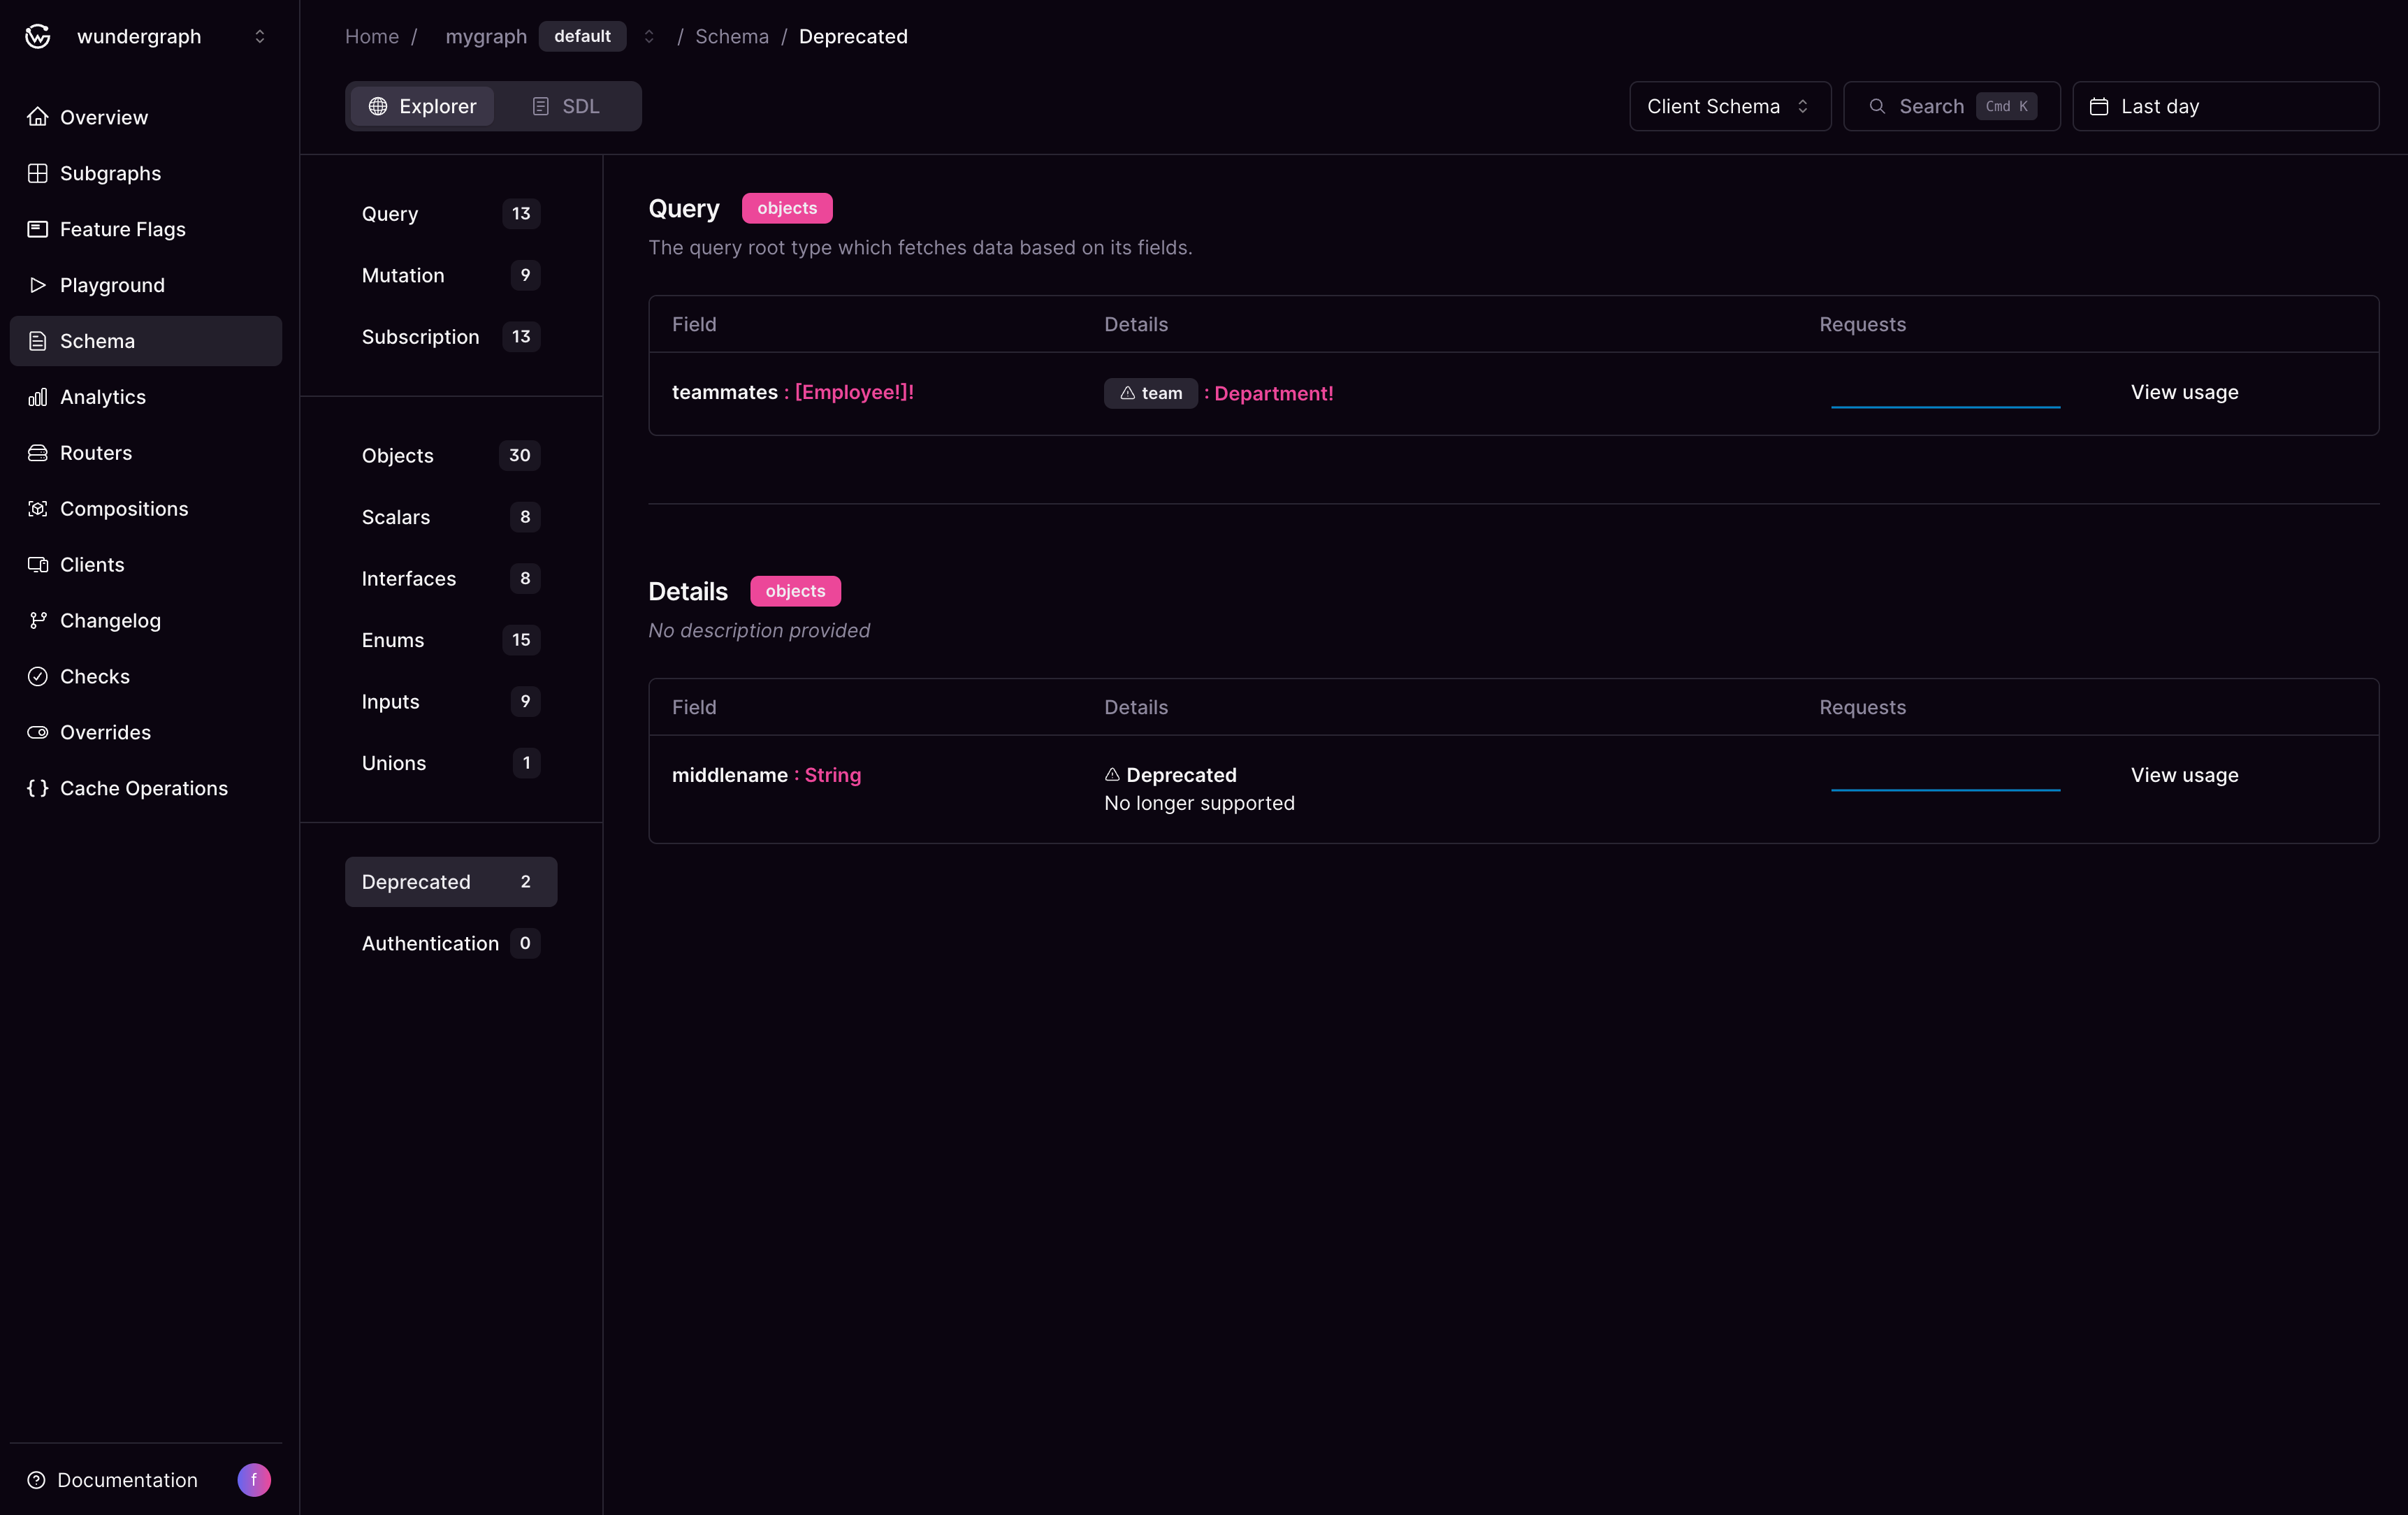 wundergraph
Overview
Subgraphs
Feature Flags
Playground
Schema
Analytics
Routers
Compositions
Clients
Changelog
Checks
Overrides
Cache Operations
Documentation
f
Home / mygraph default / Schema / Deprecated
Explorer SDL
Client Schema
Search Cmd K
Last day
Query 13
Mutation 9
Subscription 13
Objects 30
Scalars 8
Interfaces 8
Enums 15
Inputs 9
Unions 1
Deprecated 2
Authentication 0
Query objects
The query root type which fetches data based on its fields.
Field Details Requests
teammates : [Employee!]! team : Department! View usage
Details objects
No description provided
Field Details Requests
middlename : String Deprecated View usage
No longer supported